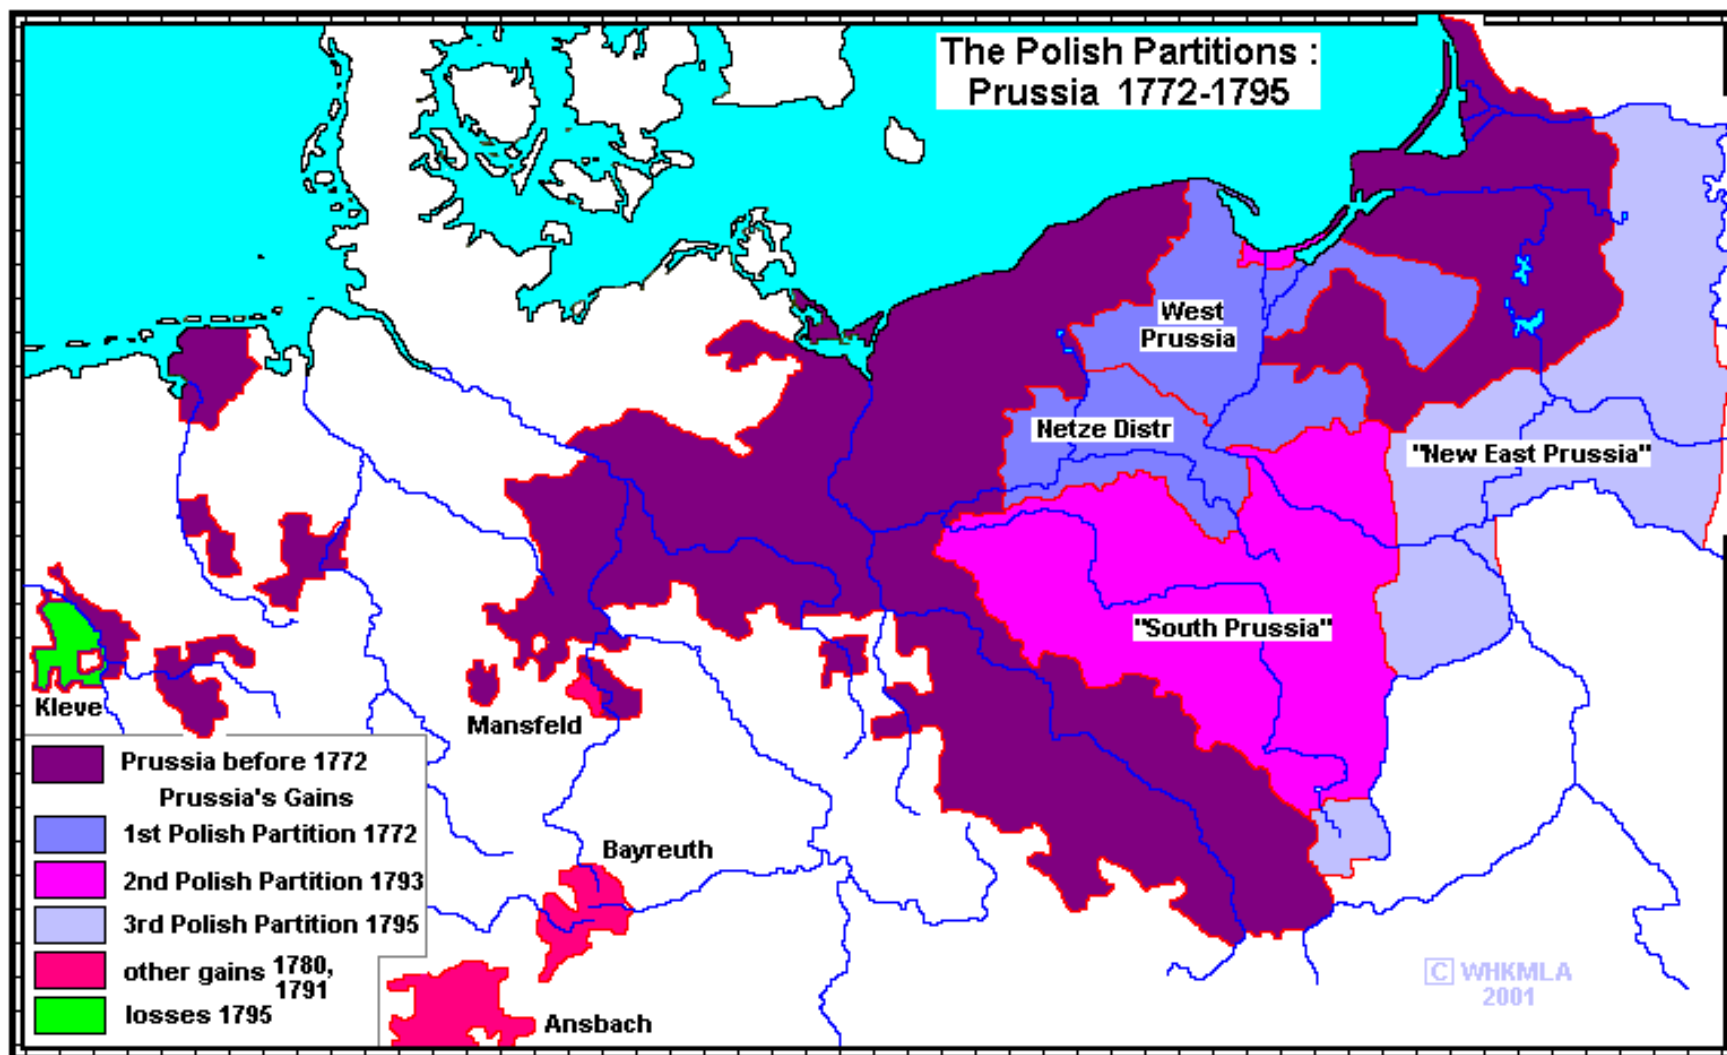 The Polish Partitions :
Prussia 1772-1795
West
Prussia
Netze Distr
"New East Prussia"
"South Prussia"
Kleve
Mansfeld
Bayreuth
Ansbach
Prussia before 1772
Prussia's Gains
1st Polish Partition 1772
2nd Polish Partition 1793
3rd Polish Partition 1795
other gains 1780,
1791
losses 1795
C WHKMLA
2001